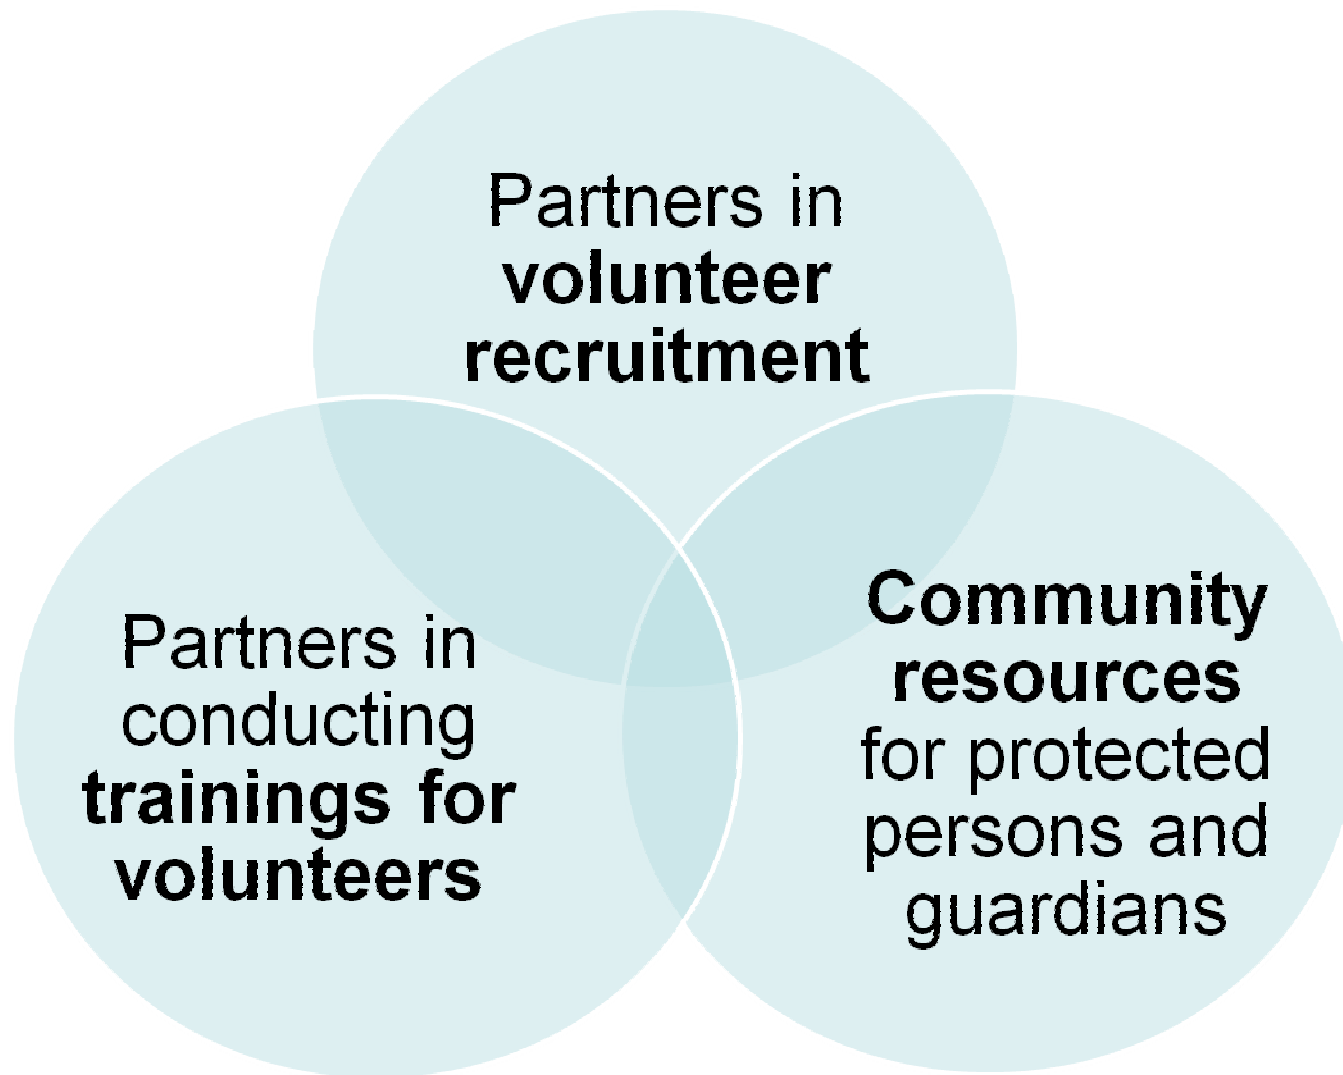 Partners in
volunteer
recruitment
Partners in
conducting
trainings for
volunteers
Community
resources
for protected
persons and
guardians